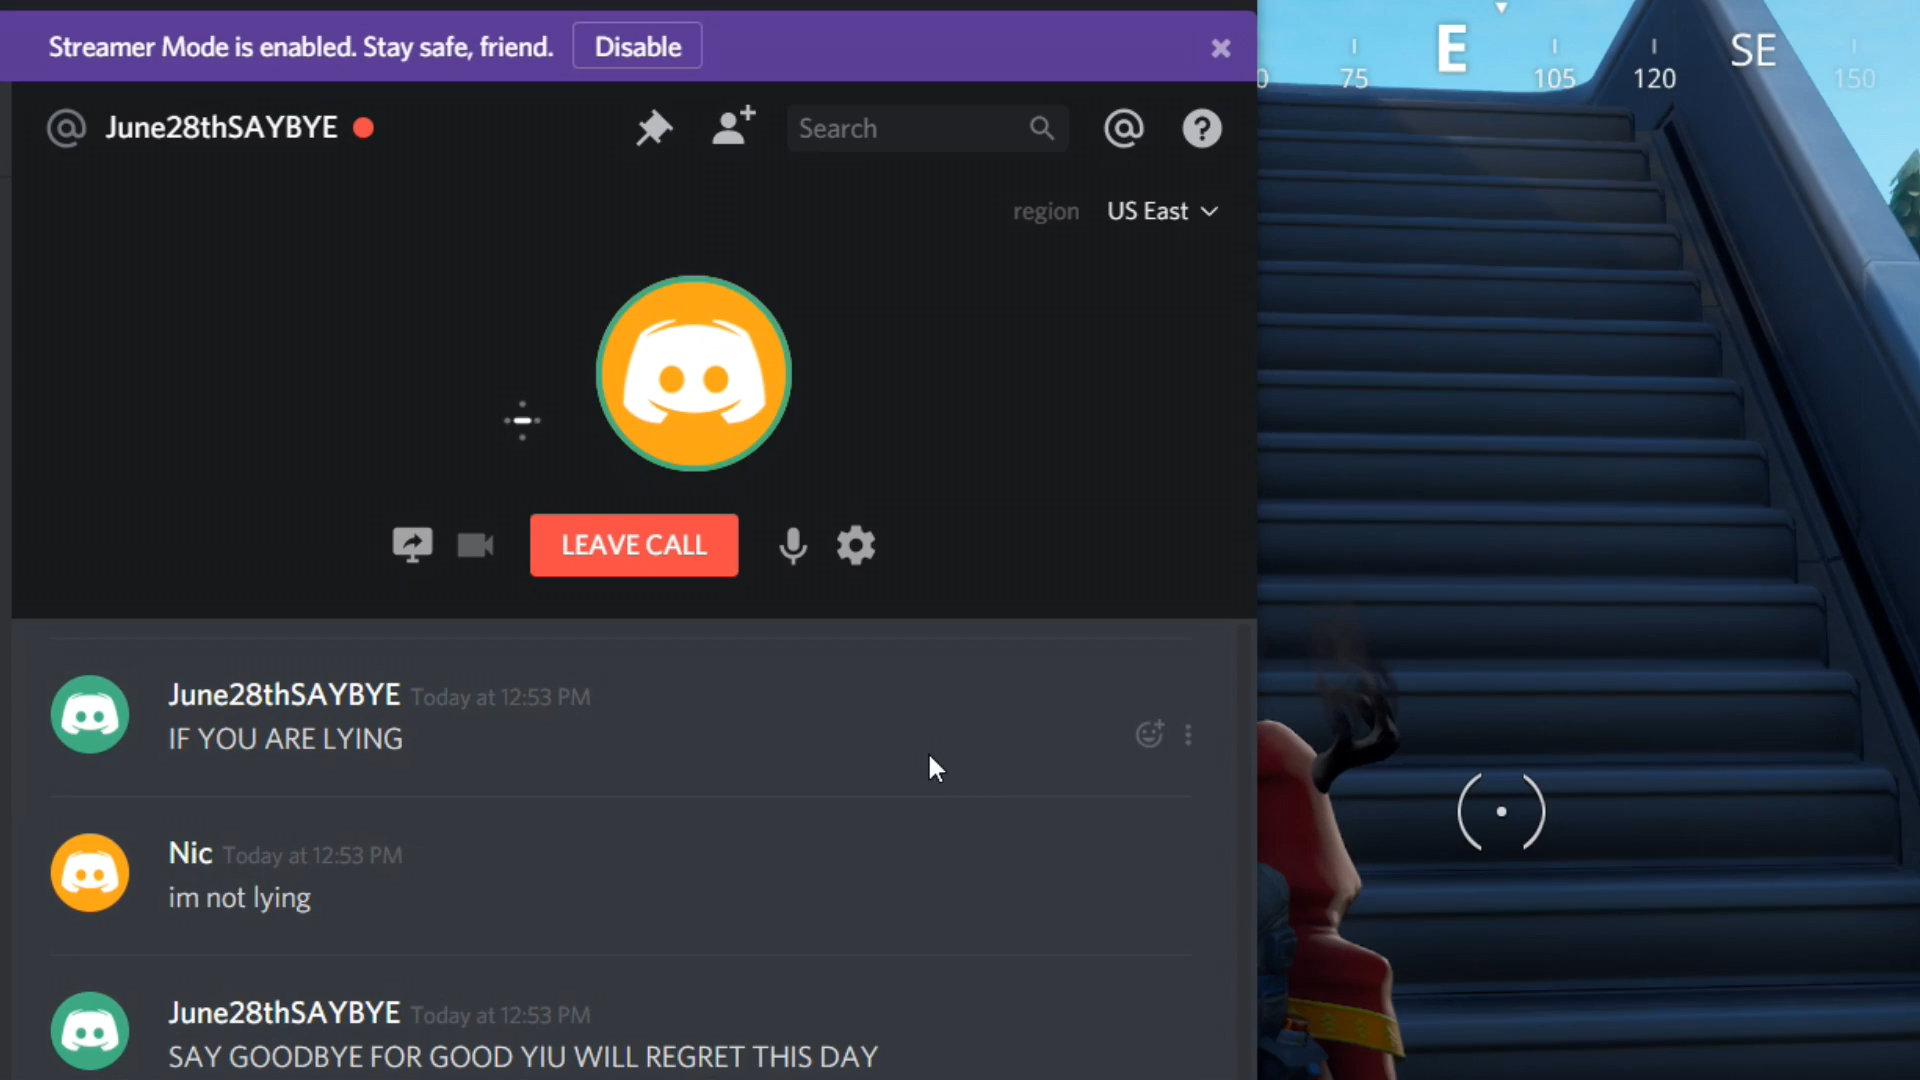 Streamer Mode is enabled. Stay safe, friend. Disable
E SE
75 105 120 150
June28thSAYBYE Search
region US East
LEAVE CALL
June28thSAYBYE Today at 12:53 PM
IF YOU ARE LYING
Nic Today at 12:53 PM
im not lying
June28thSAYBYE Today at 12:53 PM
SAY GOODBYE FOR GOOD YIU WILL REGRET THIS DAY